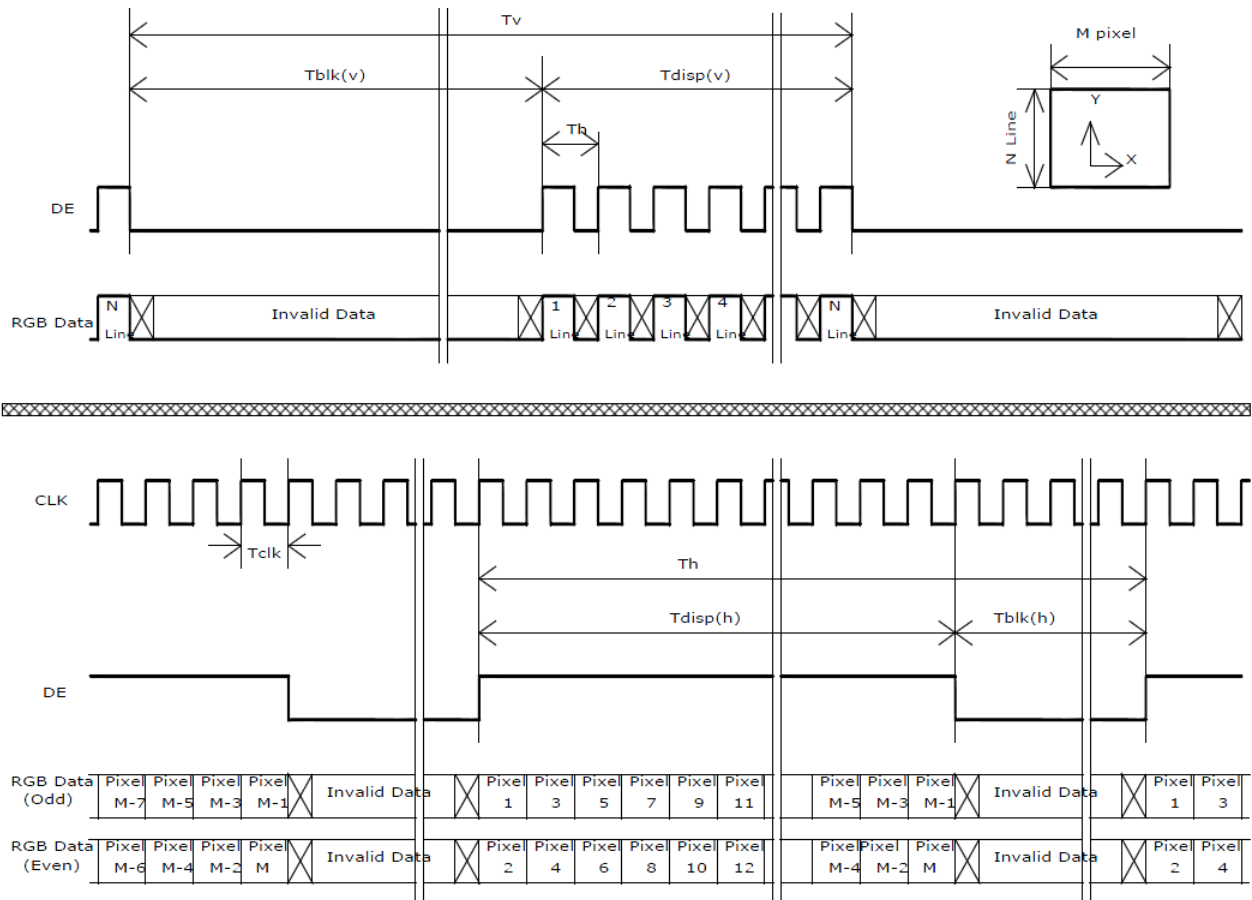 Tv
M pixel
Tblk(v)
Tdisp(v)
Y
N Line
X
Th
DE
N
1
2
3
4
N
RGB Data
Invalid Data
Invalid Data
Line
Line
Line
Line
Line
Line
CLK
Tclk
Th
Tdisp(h)
Tblk(h)
DE
RGB Data
(Odd)
Pixel Pixel Pixel Pixel
M-7 M-5 M-3 M-1
Invalid Data
Pixel Pixel Pixel Pixel Pixel Pixel
1 3 5 7 9 11
Pixel Pixel Pixel
M-5 M-3 M-1
Invalid Data
Pixel Pixel
1 3
RGB Data
(Even)
Pixel Pixel Pixel Pixel
M-6 M-4 M-2 M
Invalid Data
Pixel Pixel Pixel Pixel Pixel Pixel
2 4 6 8 10 12
Pixel Pixel Pixel
M-4 M-2 M
Invalid Data
Pixel Pixel
2 4